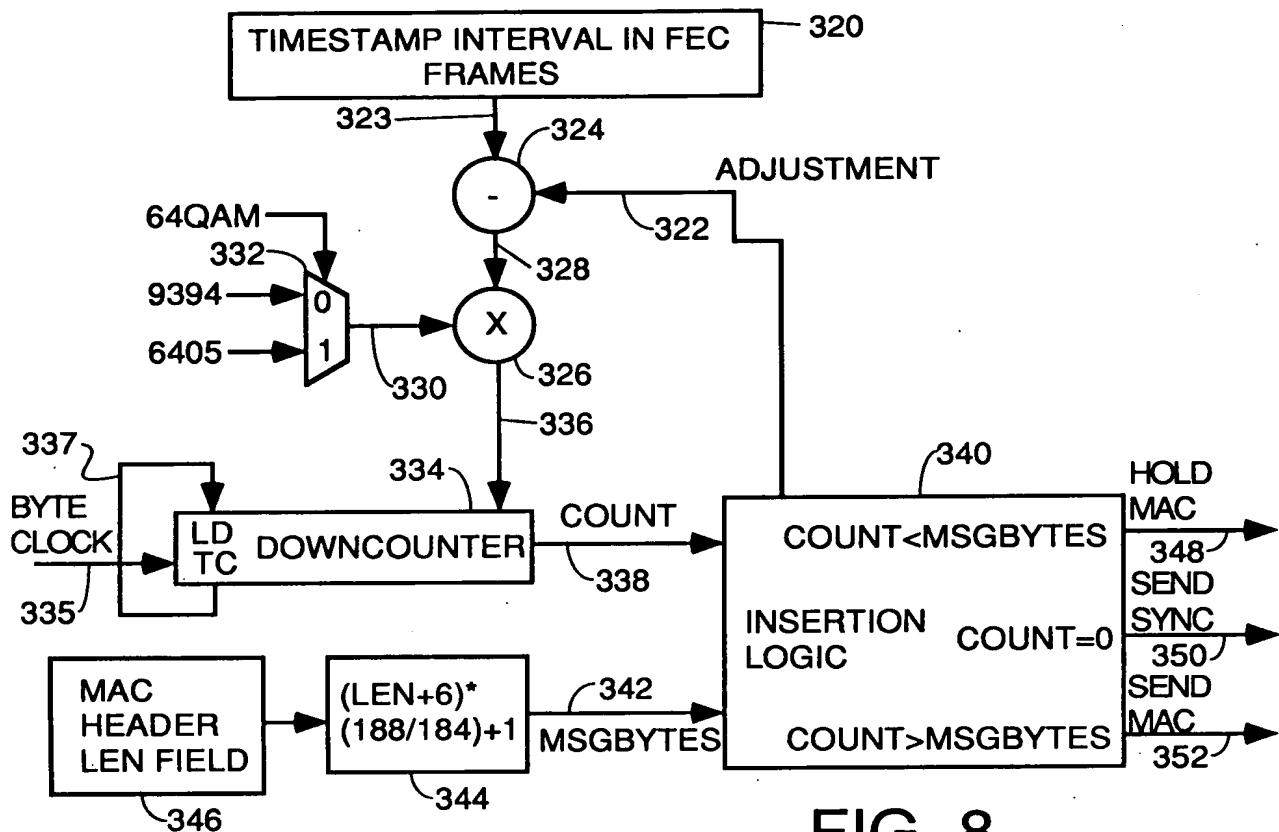 TIMESTAMP INTERVAL IN FEC
FRAMES
320
323
324
-
ADJUSTMENT
322
64QAM
332
328
9394
0
X
6405
1
330
326
336
337
334
340
HOLD
MAC
BYTE
CLOCK
LD
TC
DOWNCOUNTER
COUNT
COUNT<MSGBYTES
348
335
338
SEND
SYNC
INSERTION
LOGIC
COUNT=0
350
MAC
HEADER
LEN FIELD
(LEN+6)*
(188/184)+1
342
MSGBYTES
SEND
MAC
COUNT>MSGBYTES
352
344
346
FIG. 8